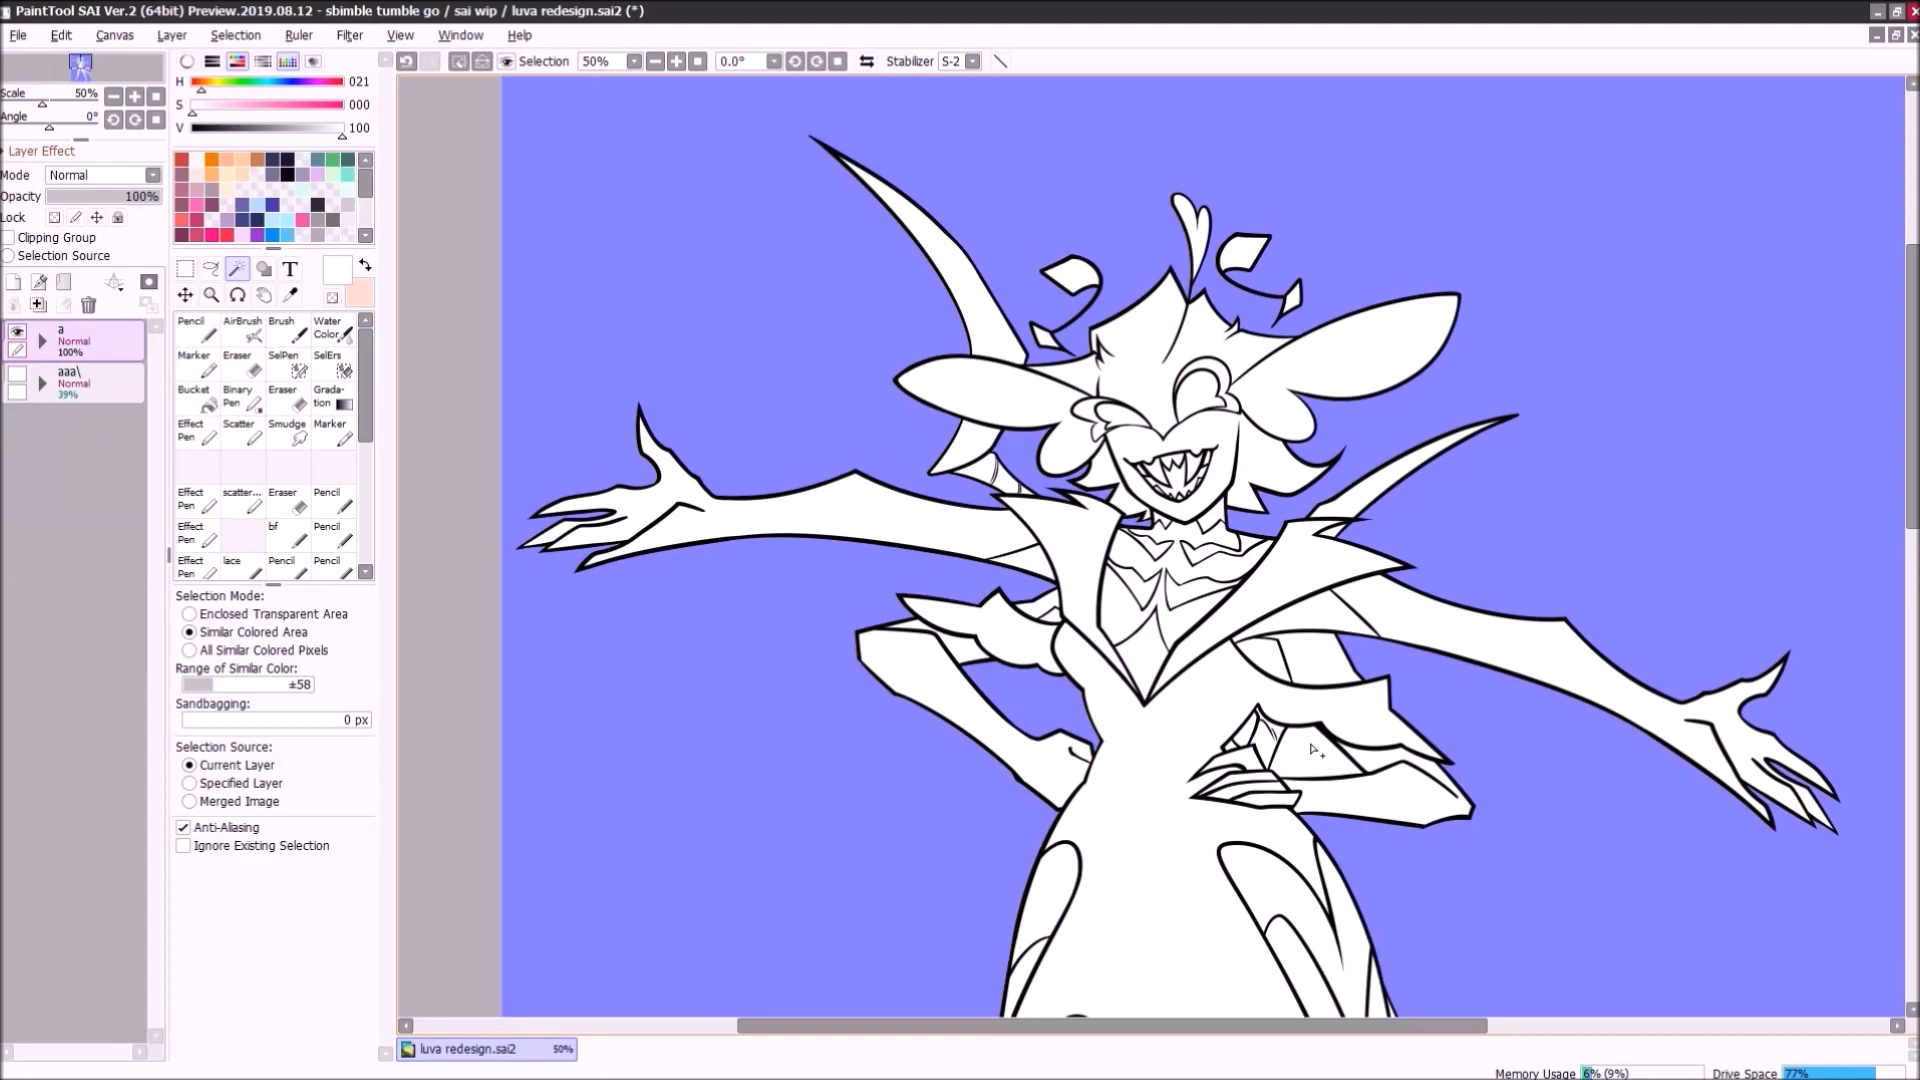 PaintTool SAI Ver.2 (64bit) Preview.2019.08.12 - sbimble tumble go / sai wip / luva redesign.sai2 (*)
File Edit Canvas Layer Selection Ruler Filter View Window Help
Selection 50% 0.0° Stabilizer S-2
Scale 50%
Angle 0°
Layer Effect
Mode Normal
Opacity 100%
Lock
Clipping Group
Selection Source
a
Normal
100%
aaa\
Normal
39%
H 021
S 000
V 100
T
Pencil AirBrush Brush Water Color
Marker Eraser SelPen SelErs
Bucket Binary Pen Eraser Grada-tion
Effect Pen Scatter Smudge Marker
Effect Pen scatter... Eraser Pencil
Effect Pen bf Pencil
Effect Pen lace Pencil Pencil
Selection Mode:
Enclosed Transparent Area
Similar Colored Area
All Similar Colored Pixels
Range of Similar Color:
±58
Sandbagging:
0 px
Selection Source:
Current Layer
Specified Layer
Merged Image
Anti-Aliasing
Ignore Existing Selection
luva redesign.sai2 50%
Memory Usage 6% (9%) Drive Space 77%